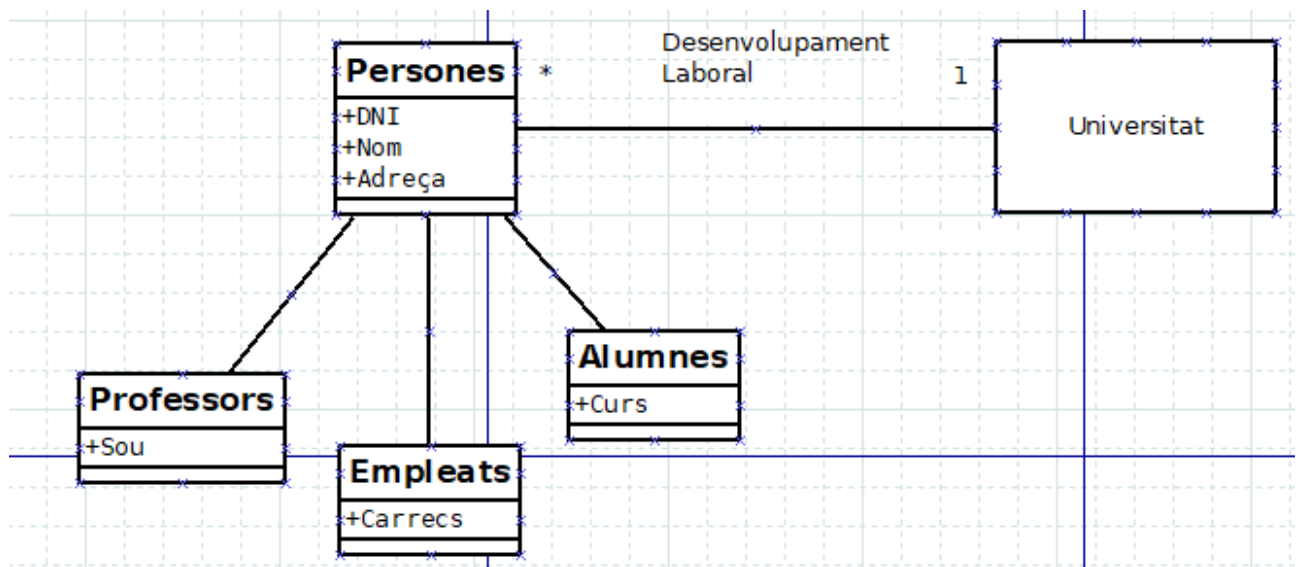 Persones
+DNI
+Nom
+Adreça
*
Desenvolupament
Laboral
1
Universitat
Professors
+Sou
Empleats
+Carrecs
Alumnes
+Curs